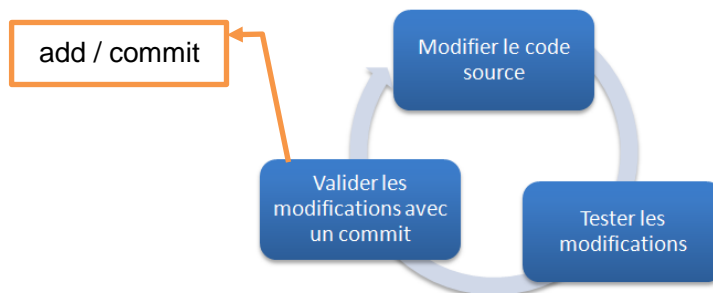 add / commit
Modifier le code
source
Valider les
modifications avec
un commit
Tester les
modifications